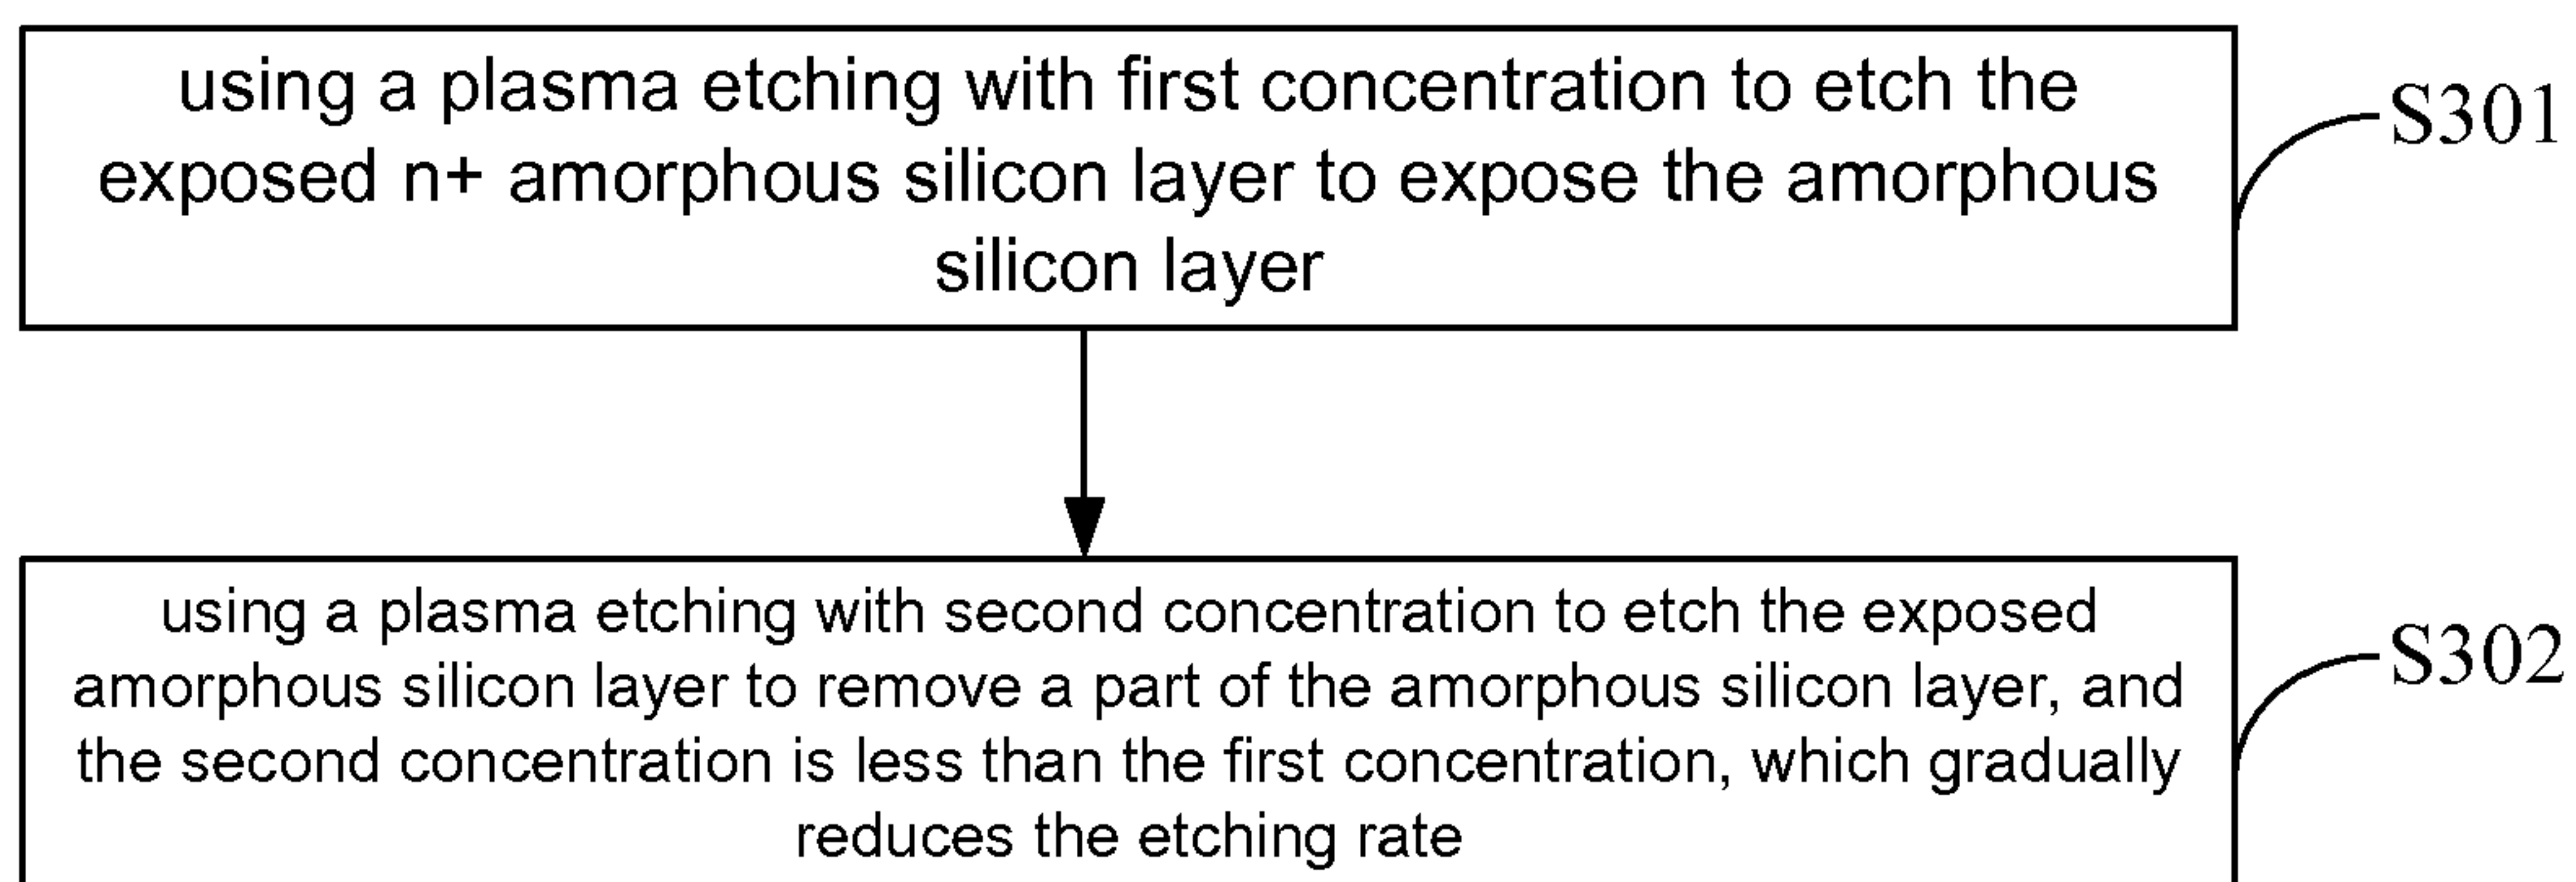 using a plasma etching with first concentration to etch the
exposed n+ amorphous silicon layer to expose the amorphous
silicon layer
S301
using a plasma etching with second concentration to etch the exposed
amorphous silicon layer to remove a part of the amorphous silicon layer, and
the second concentration is less than the first concentration, which gradually
reduces the etching rate
S302